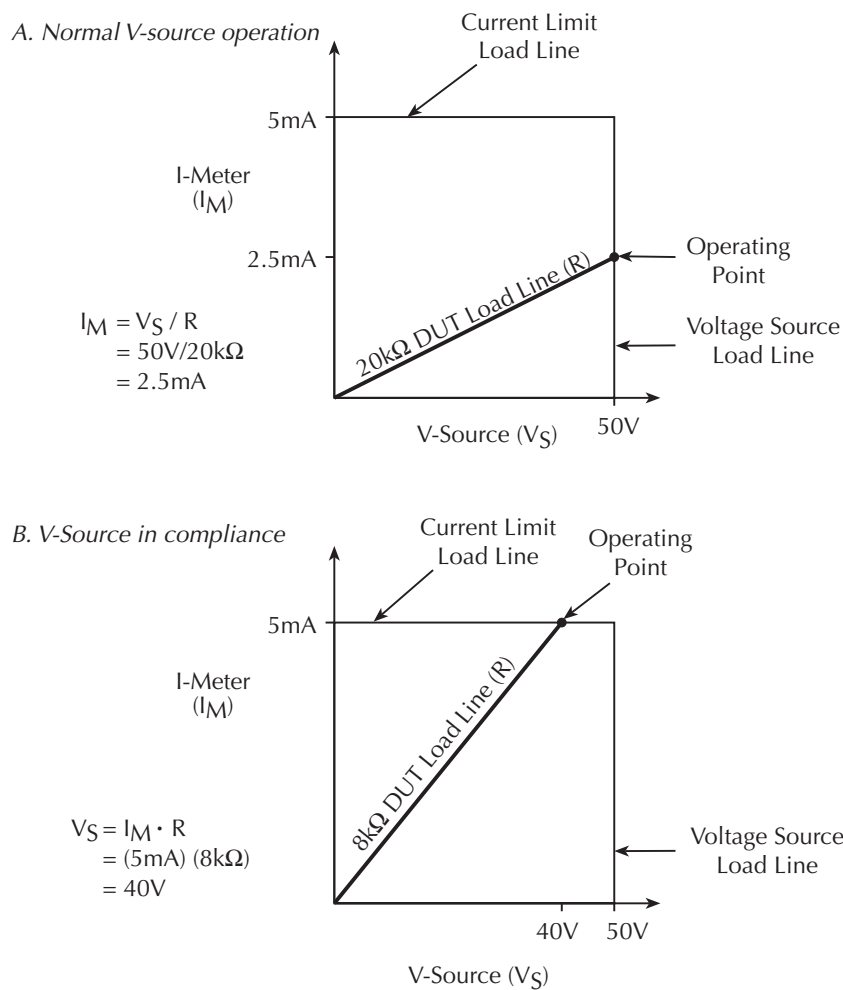 A. Normal V-source operation
Current Limit
Load Line
5mA
I-Meter
(IM)
2.5mA
Operating
Point
20kΩ DUT Load Line (R)
IM = VS / R
= 50V/20kΩ
= 2.5mA
Voltage Source
Load Line
V-Source (VS)
50V
B. V-Source in compliance
Current Limit
Load Line
Operating
Point
5mA
I-Meter
(IM)
8kΩ DUT Load Line (R)
VS = IM • R
= (5mA) (8kΩ)
= 40V
Voltage Source
Load Line
40V
50V
V-Source (VS)